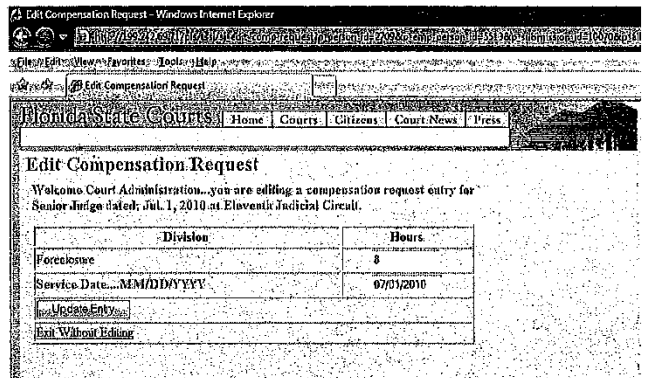 Edit Compensation Request - Windows Internet Explorer
File Edit View Favorites Tools Help
Edit Compensation Request
Florida State Courts Home Courts Citizens Court News Press
Edit Compensation Request
Welcome Court Administration...you are editing a compensation request entry for
Senior Judge dated: Jul. 1, 2010 at Eleventh Judicial Circuit.
Division Hours
Foreclosure 8
Service Date...MM/DD/YYYY 07/01/2010
Update Entry
Exit Without Editing